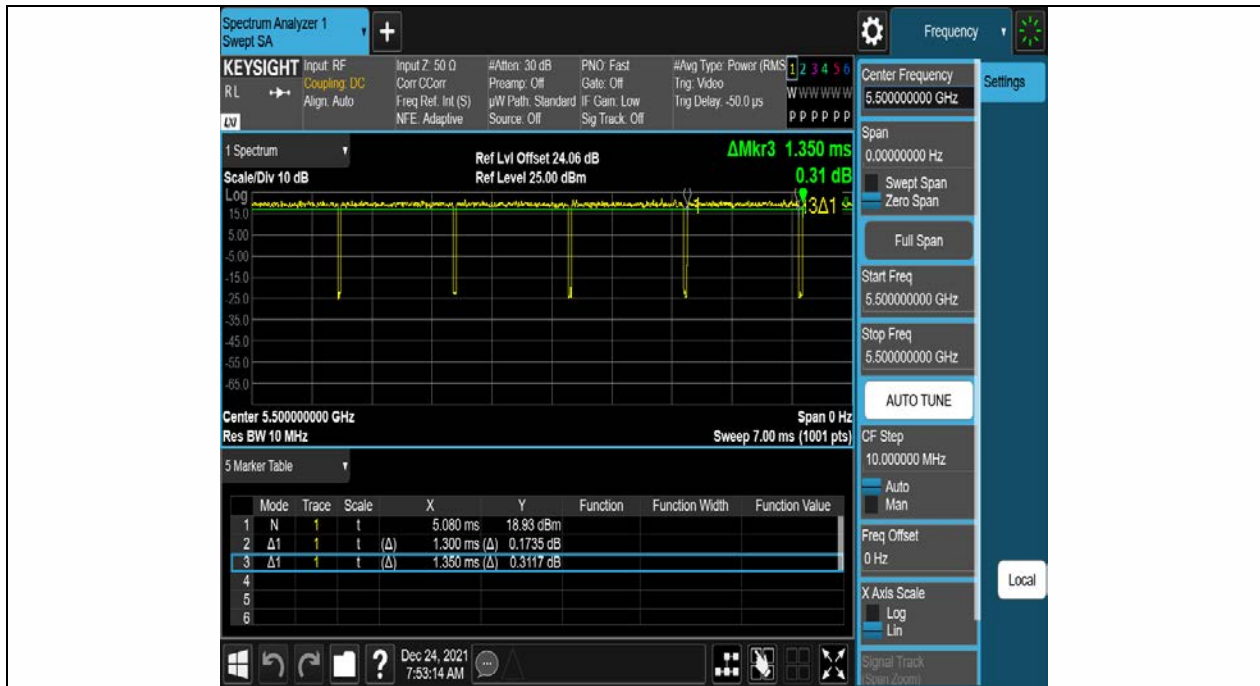 Spectrum Analyzer 1
Swept SA
+
Frequency
KEYSIGHT
RL
LXI
Input: RF
Coupling: DC
Align: Auto
Input Z: 50 Ω
Corr CCorr
Freq Ref: Int (S)
NFE: Adaptive
#Atten: 30 dB
Preamp: Off
µW Path: Standard
Source: Off
PNO: Fast
Gate: Off
IF Gain: Low
Sig Track: Off
#Avg Type: Power (RMS
Trig: Video
Trig Delay: -50.0 µs
1 2 3 4 5 6
W W W W W W
P P P P P P
1 Spectrum
Scale/Div 10 dB
Ref Lvl Offset 24.06 dB
Ref Level 25.00 dBm
ΔMkr3 1.350 ms
0.31 dB
Log
15.0
5.00
-5.00
-15.0
-25.0
-35.0
-45.0
-55.0
-65.0
1
3Δ1
Center 5.500000000 GHz
Span 0 Hz
Res BW 10 MHz
Sweep 7.00 ms (1001 pts)
5 Marker Table
Mode Trace Scale X Y Function Function Width Function Value
1 N 1 t 5.080 ms 18.93 dBm
2 Δ1 1 t (Δ) 1.300 ms (Δ) 0.1735 dB
3 Δ1 1 t (Δ) 1.350 ms (Δ) 0.3117 dB
4
5
6
?
Dec 24, 2021
7:53:14 AM
Center Frequency
5.500000000 GHz
Span
0.00000000 Hz
Swept Span
Zero Span
Full Span
Start Freq
5.500000000 GHz
Stop Freq
5.500000000 GHz
AUTO TUNE
CF Step
10.000000 MHz
Auto
Man
Freq Offset
0 Hz
X Axis Scale
Log
Lin
Signal Track
(Span Zoom)
Settings
Local